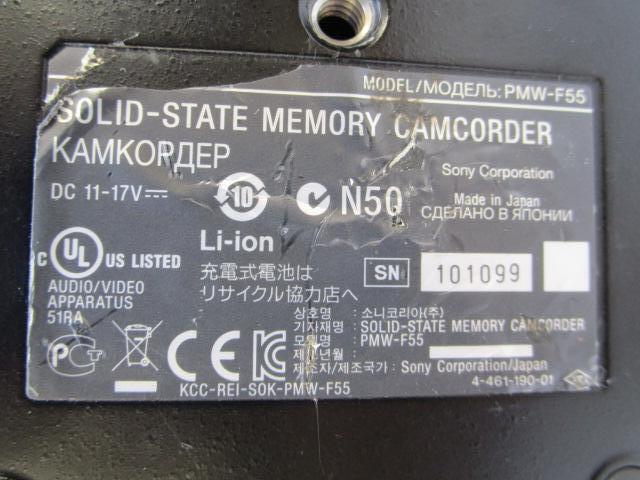 MODEL/МОДЕЛЬ: PMW-F55
SOLID-STATE MEMORY CAMCORDER
КАМКОРДЕР
Sony Corporation
DC 11-17V
10
N50
Made in Japan
СДЕЛАНО В ЯПОНИИ
Li-ion
C UL US LISTED
充電式電池は
リサイクル協力店へ
SN 101099
AUDIO/VIDEO
APPARATUS
51RA
상호명 : 소니코리아(주)
기자재명 : SOLID-STATE MEMORY CAMCORDER
모델명 : PMW-F55
제조년월 :
제조자/제조국가 : Sony Corporation/Japan
CE
KCC-REI-SOK-PMW-F55
4-461-190-01